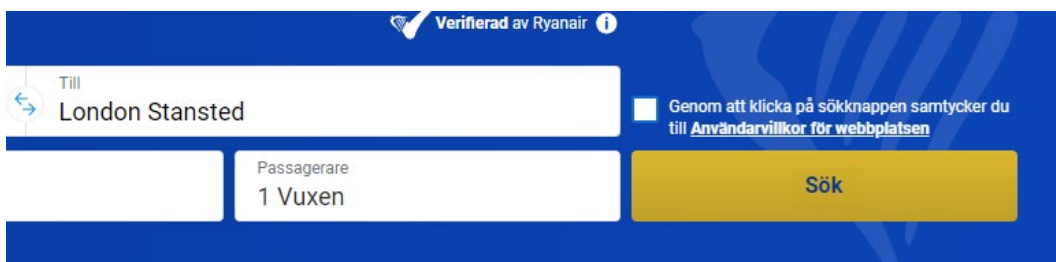 Verifierad av Ryanair
Till
London Stansted
Genom att klicka på sökknappen samtycker du
till Användarvillkor för webbplatsen
Passagerare
1 Vuxen
Sök